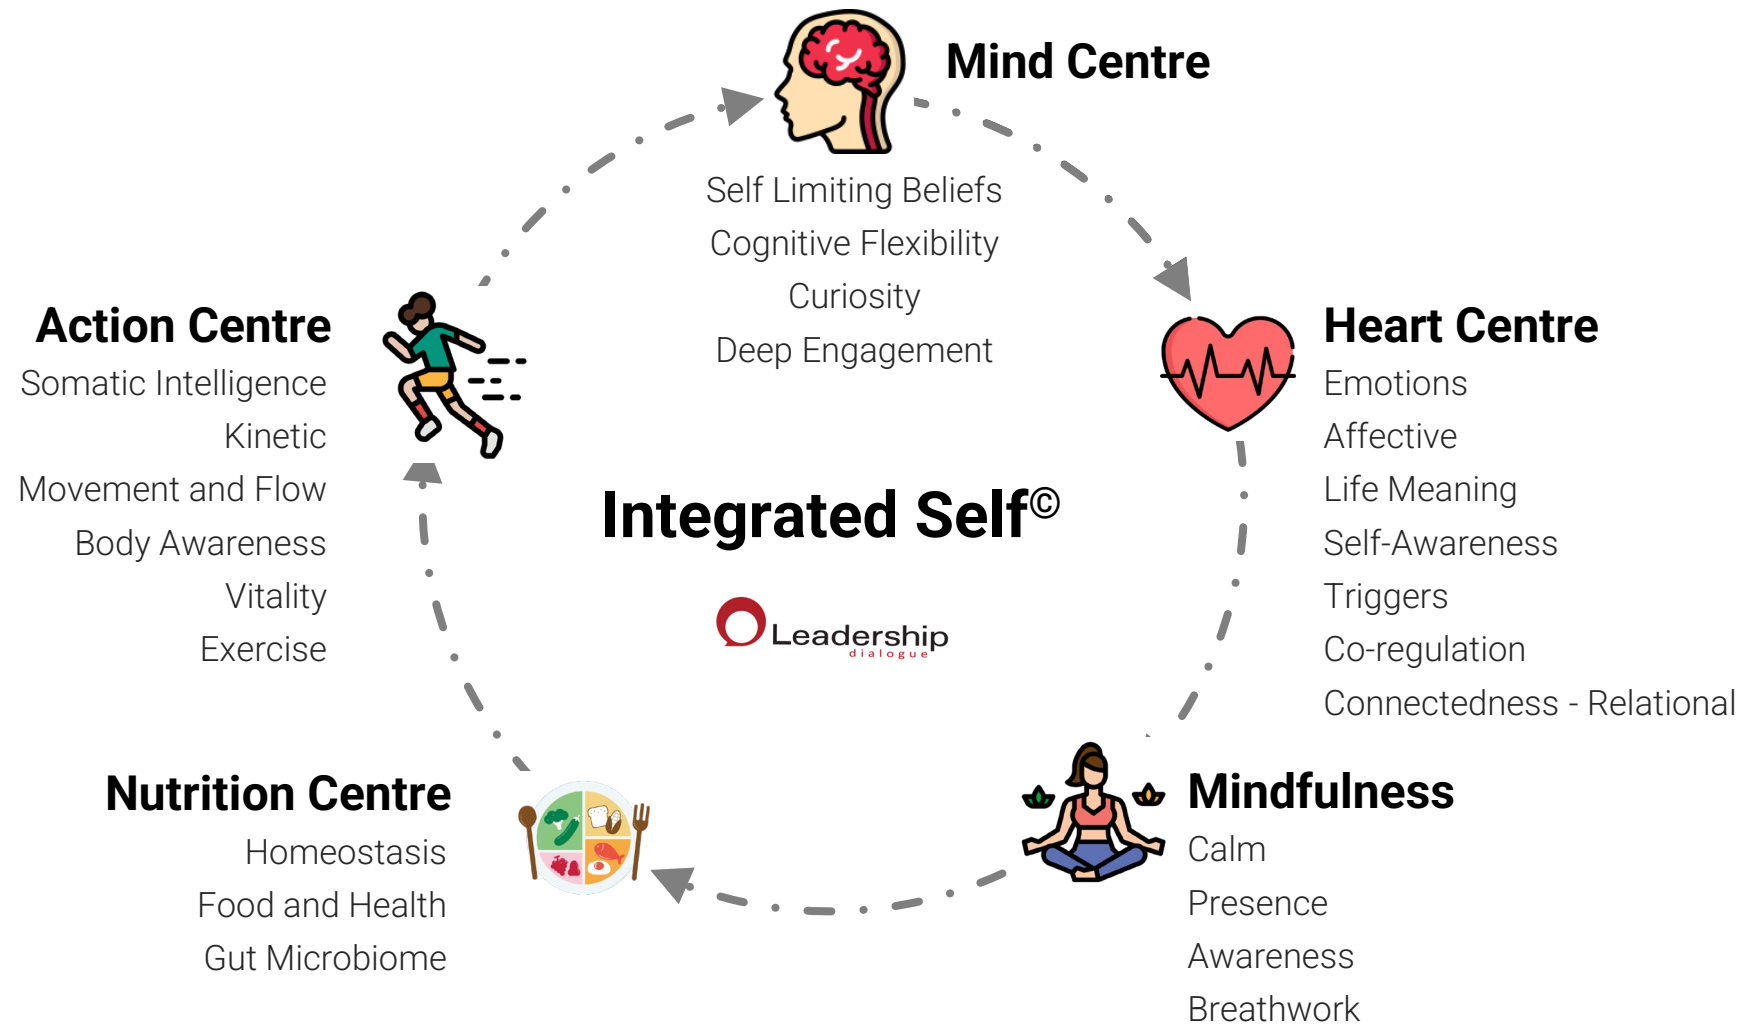 Mind Centre
Self Limiting Beliefs
Cognitive Flexibility
Curiosity
Deep Engagement
Heart Centre
Emotions
Affective
Life Meaning
Self-Awareness
Triggers
Co-regulation
Connectedness - Relational
Mindfulness
Calm
Presence
Awareness
Breathwork
Nutrition Centre
Homeostasis
Food and Health
Gut Microbiome
Action Centre
Somatic Intelligence
Kinetic
Movement and Flow
Body Awareness
Vitality
Exercise
Integrated Self©
Leadership
dialogue